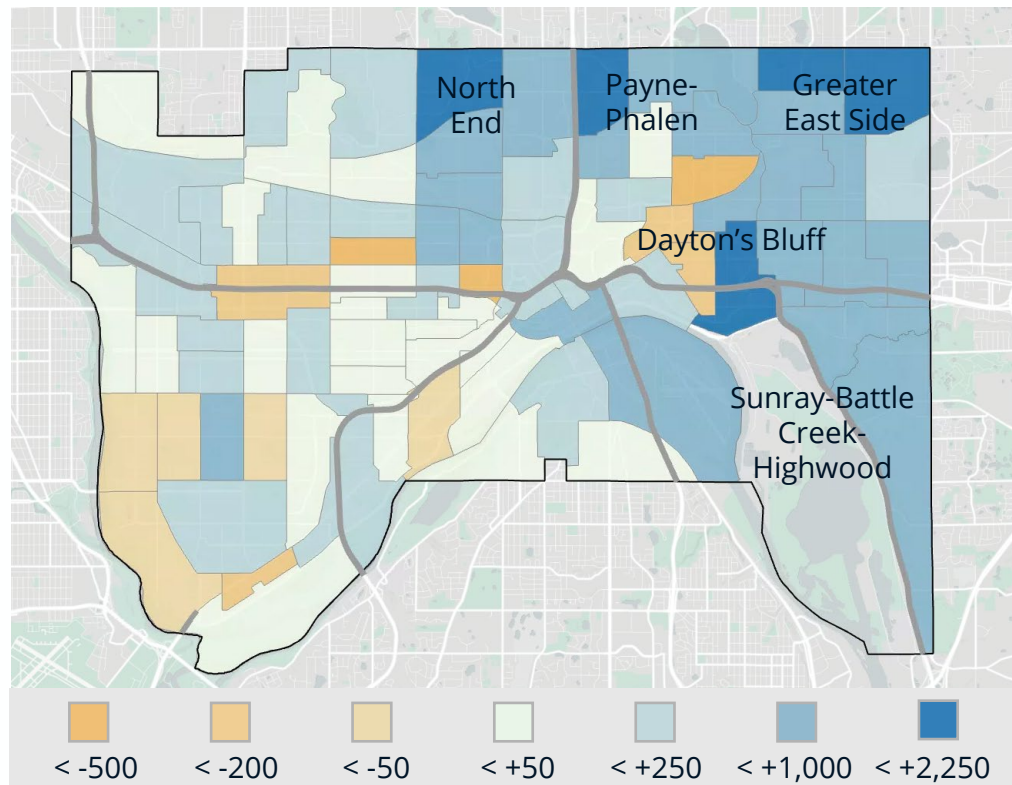 North
End
Payne-
Phalen
Greater
East Side
Dayton's Bluff
Sunray-Battle
Creek-
Highwood
< -500
< -200
< -50
< +50
< +250
< +1,000
< +2,250